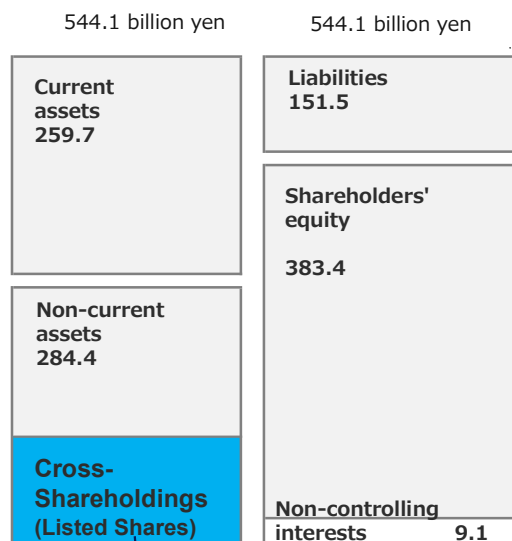 544.1 billion yen
544.1 billion yen
Current
assets
259.7
Non-current
assets
284.4
Cross-
Shareholdings
(Listed Shares)
Liabilities
151.5
Shareholders'
equity
383.4
Non-controlling
interests 9.1